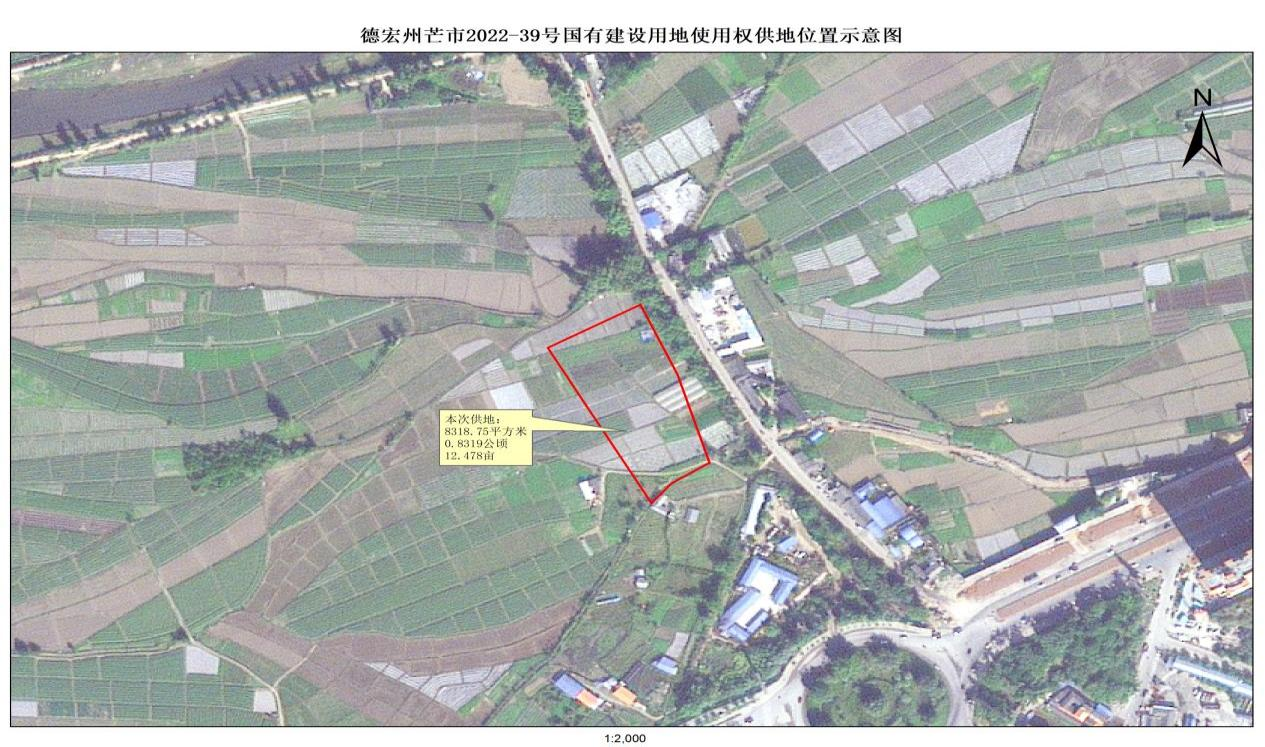 德宏州芒市2022-39号国有建设用地使用权供地位置示意图
N
本次供地：
8318.75平方米
0.8319公顷
12.478亩
1:2,000